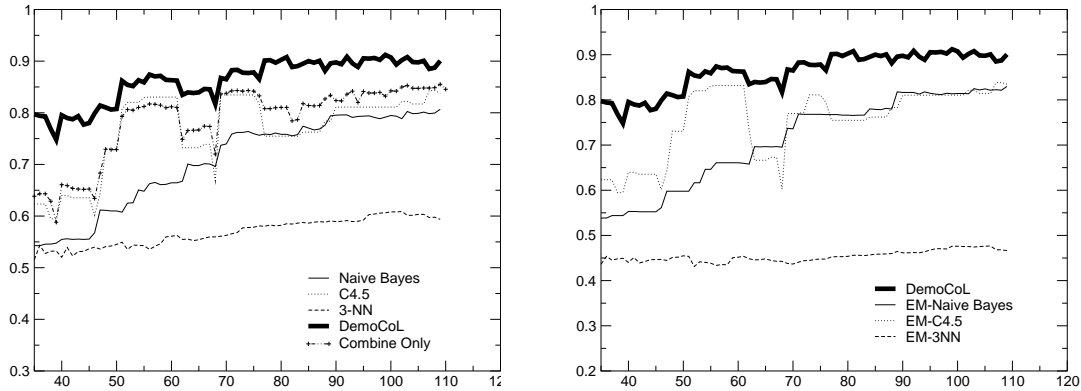 1
0.9
0.8
0.7
0.6
0.5
0.4
0.3
40 50 60 70 80 90 100 110 12
Naive Bayes
C4.5
3-NN
DemoCoL
Combine Only
1
0.9
0.8
0.7
0.6
0.5
0.4
0.3
0.2
40 50 60 70 80 90 100 110 120
DemoCoL
EM-Naive Bayes
EM-C4.5
EM-3NN